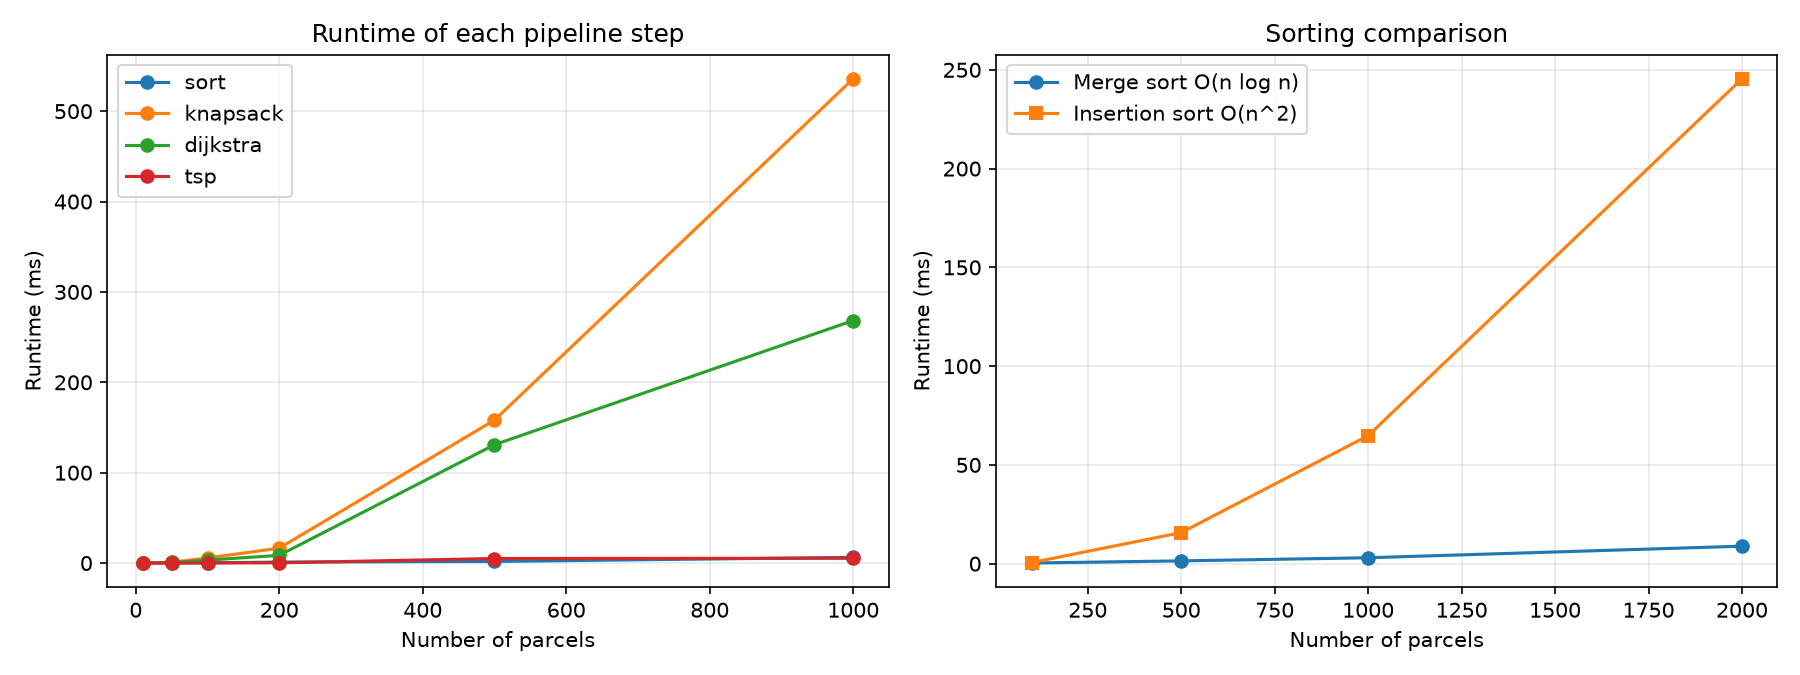 Runtime of each pipeline step
sort
knapsack
dijkstra
tsp
500
400
300
200
100
0
Runtime (ms)
0 200 400 600 800 1000
Number of parcels
Sorting comparison
Merge sort O(n log n)
Insertion sort O(n^2)
250
200
150
100
50
0
Runtime (ms)
250 500 750 1000 1250 1500 1750 2000
Number of parcels